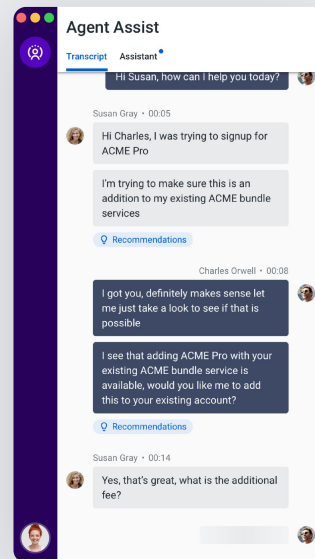 Agent Assist
Transcript Assistant
Hi Susan, how can I help you today?
Susan Gray • 00:05
Hi Charles, I was trying to signup for
ACME Pro
I'm trying to make sure this is an
addition to my existing ACME bundle
services
Recommendations
Charles Orwell • 00:08
I got you, definitely makes sense let
me just take a look to see if that is
possible
I see that adding ACME Pro with your
existing ACME bundle service is
available, would you like me to add
this to your existing account?
Recommendations
Susan Gray • 00:14
Yes, that's great, what is the additional
fee?